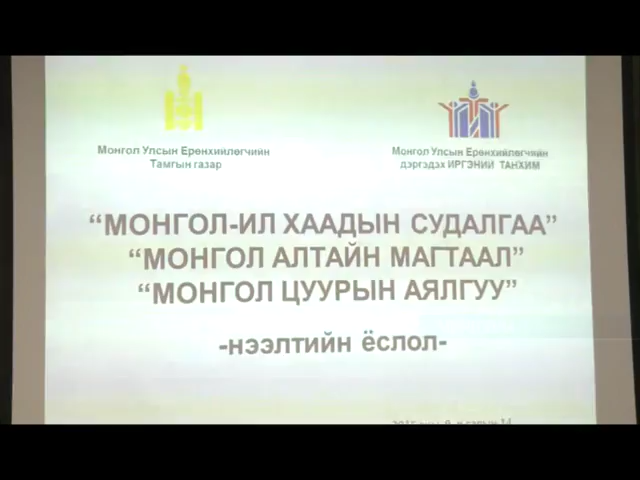 Монгол Улсын Ерөнхийлөгчийн
Тамгын газар
Монгол Улсын Ерөнхийлөгчийн
дэргэдэх ИРГЭНИЙ ТАНХИМ
“МОНГОЛ-ИЛ ХААДЫН СУДАЛГАА”
“МОНГОЛ АЛТАЙН МАГТААЛ”
“МОНГОЛ ЦУУРЫН АЯЛГУУ”
-нээлтийн ёслол-